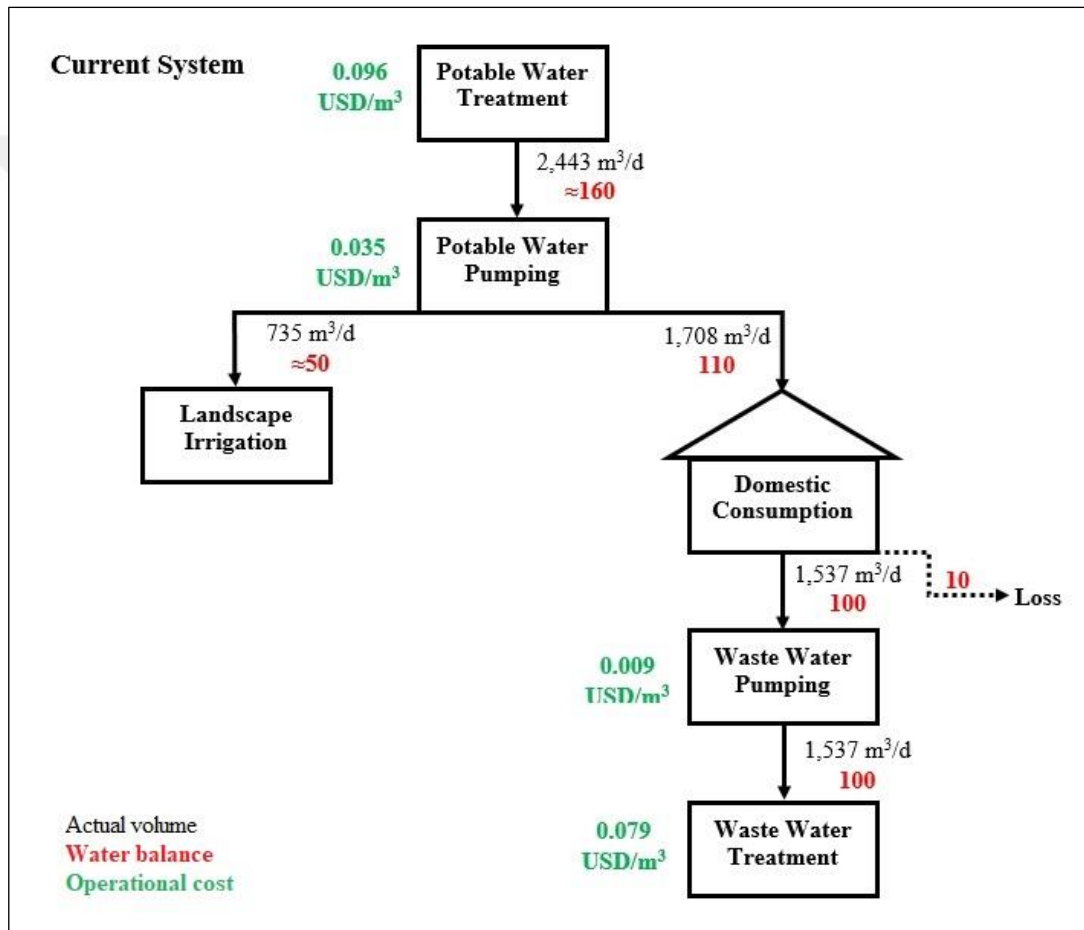 Current System
0.096
USD/m³
Potable Water
Treatment
2,443 m³/d
≈160
0.035
USD/m³
Potable Water
Pumping
735 m³/d
≈50
1,708 m³/d
110
Landscape
Irrigation
Domestic
Consumption
1,537 m³/d
100
10
Loss
0.009
USD/m³
Waste Water
Pumping
1,537 m³/d
100
0.079
USD/m³
Waste Water
Treatment
Actual volume
Water balance
Operational cost